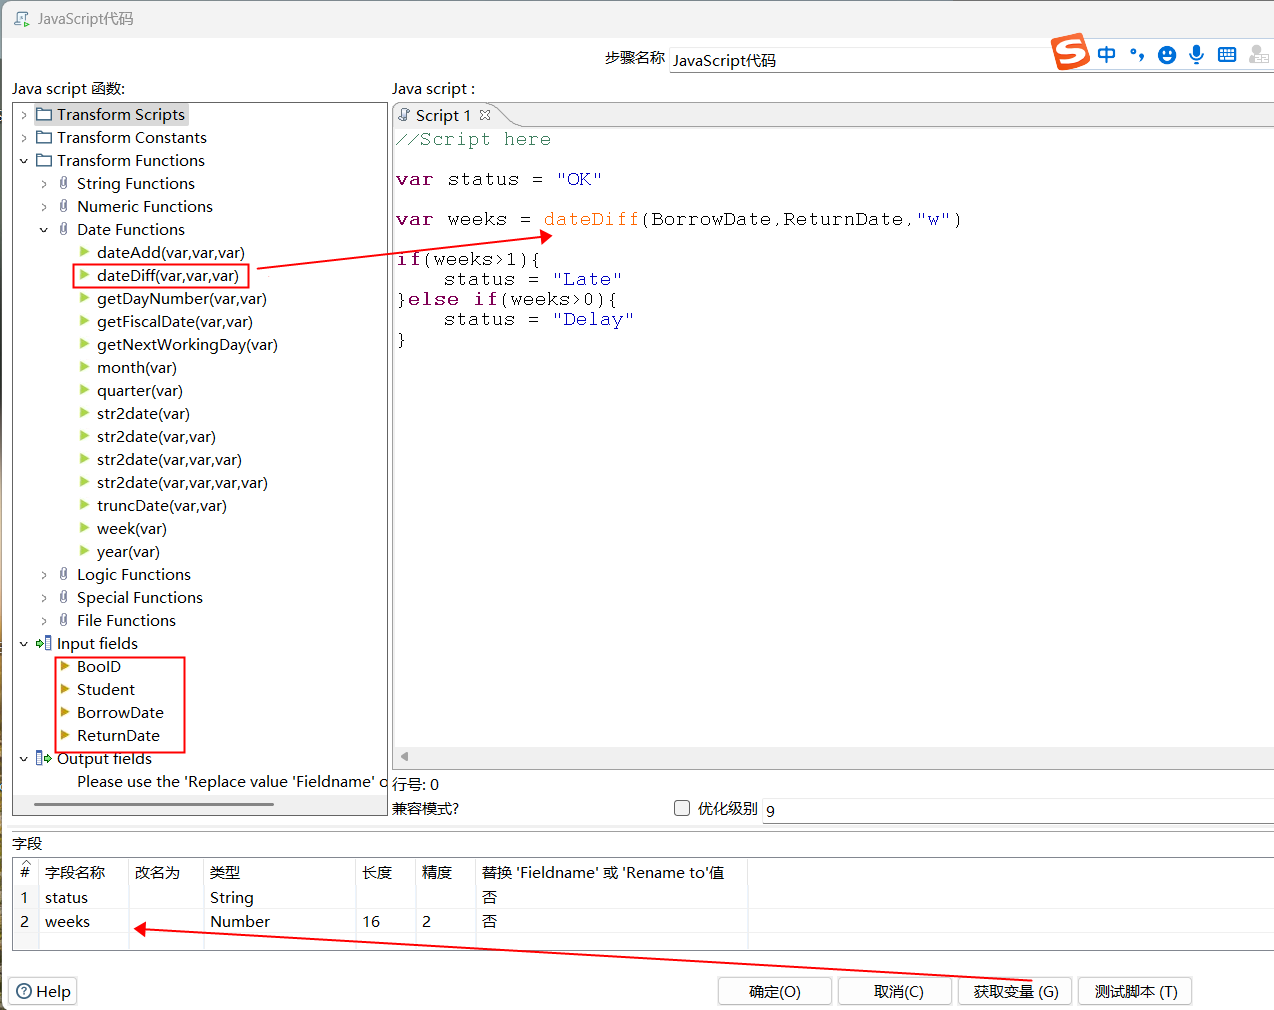 JavaScript代码
步骤名称 JavaScript代码
中
Java script 函数:
Transform Scripts
Transform Constants
Transform Functions
String Functions
Numeric Functions
Date Functions
dateAdd(var,var,var)
dateDiff(var,var,var)
getDayNumber(var,var)
getFiscalDate(var,var)
getNextWorkingDay(var)
month(var)
quarter(var)
str2date(var)
str2date(var,var)
str2date(var,var,var)
str2date(var,var,var,var)
truncDate(var,var)
week(var)
year(var)
Logic Functions
Special Functions
File Functions
Input fields
BooID
Student
BorrowDate
ReturnDate
Output fields
Please use the 'Replace value 'Fieldname' o
Java script :
Script 1
//Script here
var status = "OK"
var weeks = dateDiff(BorrowDate,ReturnDate,"w")
if(weeks>1){
status = "Late"
}else if(weeks>0){
status = "Delay"
}
行号: 0
兼容模式? 优化级别 9
字段
# 字段名称 改名为 类型 长度 精度 替换 'Fieldname' 或 'Rename to'值
1 status String 否
2 weeks Number 16 2 否
Help 确定(O) 取消(C) 获取变量 (G) 测试脚本 (T)